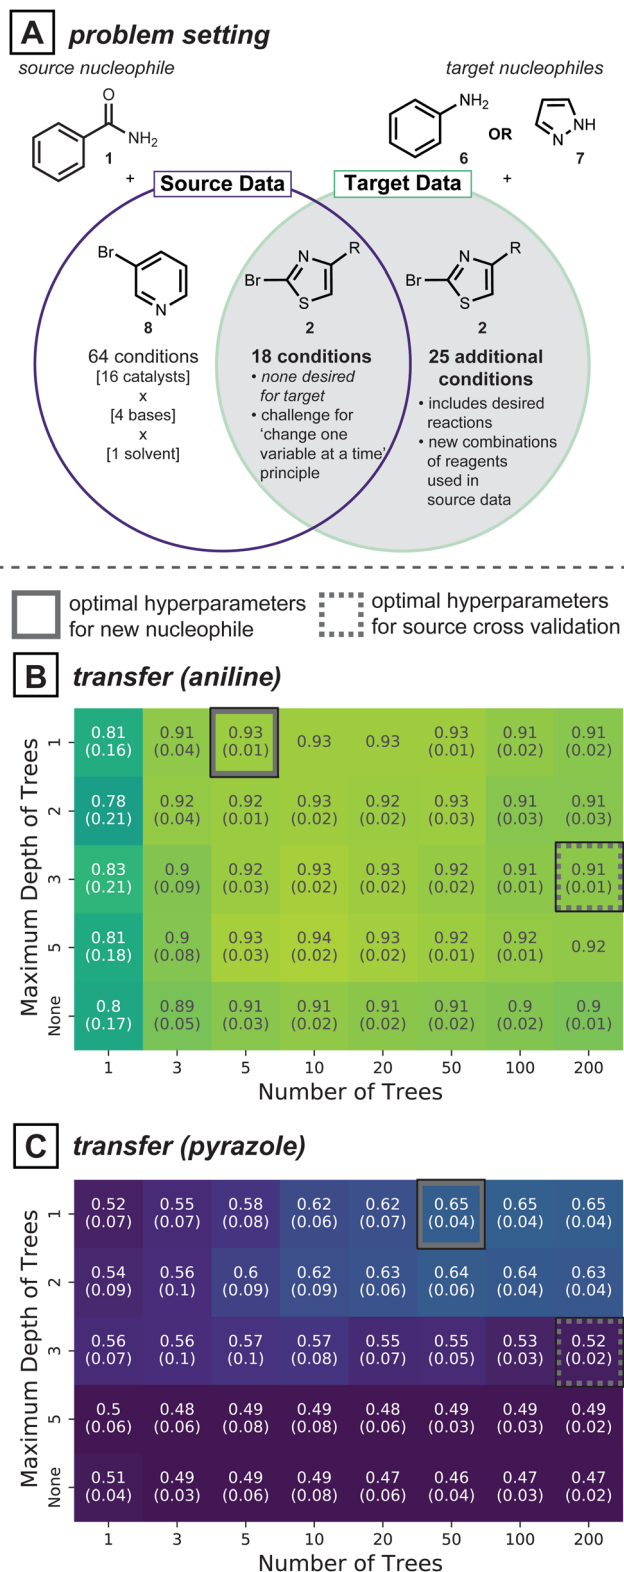 A problem setting
source nucleophile
target nucleophiles
O
NH2
1
NH2
6
OR
N
NH
7
+
+
Source Data
Target Data
Br
N
8
Br
N
S
R
2
Br
N
S
R
2
64 conditions
[16 catalysts]
x
[4 bases]
x
[1 solvent]
18 conditions
• none desired
for target
• challenge for
'change one
variable at a time'
principle
25 additional
conditions
• includes desired
reactions
• new combinations
of reagents
used in
source data
optimal hyperparameters
for new nucleophile
optimal hyperparameters
for source cross validation
B transfer (aniline)
Maximum Depth of Trees
1
0.81 0.91 0.93 0.93 0.93 0.93 0.91 0.91
(0.16) (0.04) (0.01) (0.01) (0.02) (0.02)
2
0.78 0.92 0.92 0.93 0.92 0.93 0.91 0.91
(0.21) (0.04) (0.01) (0.02) (0.02) (0.03) (0.03) (0.03)
3
0.83 0.9 0.92 0.93 0.93 0.92 0.91 0.91
(0.21) (0.09) (0.03) (0.02) (0.02) (0.02) (0.01) (0.01)
5
0.81 0.9 0.93 0.94 0.93 0.92 0.92 0.92
(0.18) (0.08) (0.03) (0.02) (0.02) (0.01) (0.01)
None
0.8 0.89 0.91 0.91 0.91 0.91 0.9 0.9
(0.17) (0.05) (0.03) (0.02) (0.02) (0.02) (0.02) (0.01)
1 3 5 10 20 50 100 200
Number of Trees
C transfer (pyrazole)
Maximum Depth of Trees
1
0.52 0.55 0.58 0.62 0.62 0.65 0.65 0.65
(0.07) (0.07) (0.08) (0.06) (0.07) (0.04) (0.04) (0.04)
2
0.54 0.56 0.6 0.62 0.63 0.64 0.64 0.63
(0.09) (0.1) (0.09) (0.09) (0.06) (0.06) (0.04) (0.04)
3
0.56 0.56 0.57 0.57 0.55 0.55 0.53 0.52
(0.07) (0.1) (0.1) (0.08) (0.07) (0.05) (0.03) (0.02)
5
0.5 0.48 0.49 0.49 0.48 0.49 0.49 0.49
(0.06) (0.06) (0.08) (0.08) (0.06) (0.03) (0.03) (0.02)
None
0.51 0.49 0.49 0.49 0.47 0.46 0.47 0.47
(0.04) (0.03) (0.06) (0.08) (0.06) (0.04) (0.03) (0.02)
1 3 5 10 20 50 100 200
Number of Trees